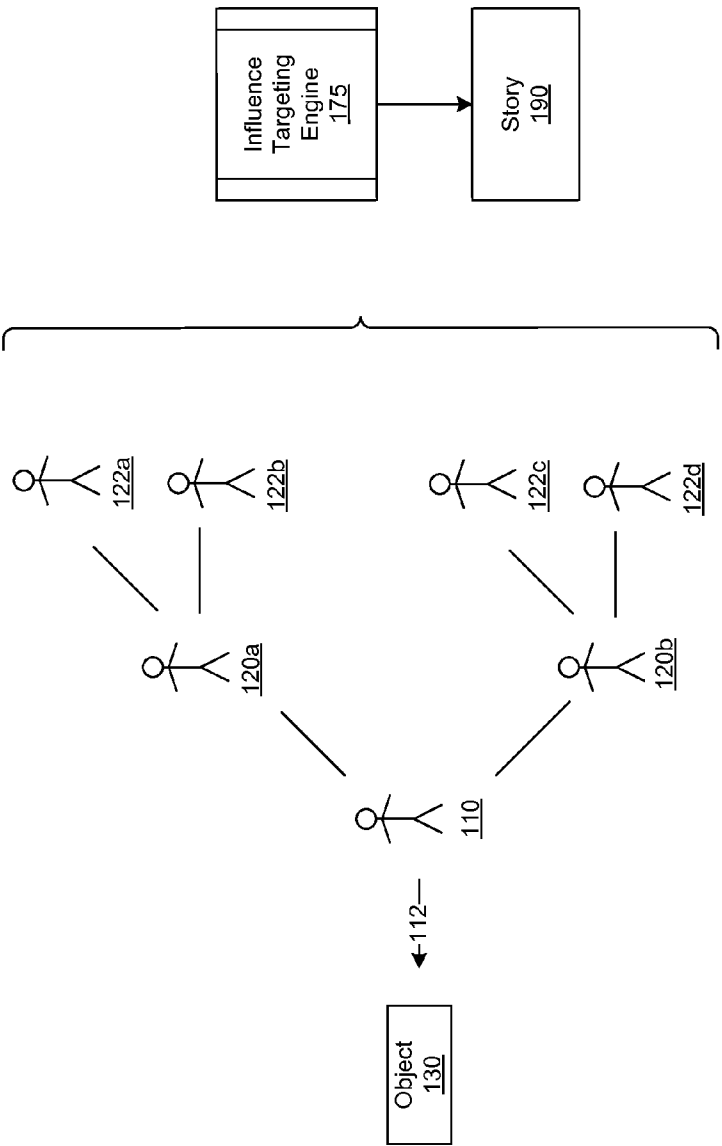 Object
130
112
110
120a
120b
122a
122b
122c
122d
Influence
Targeting
Engine
175
Story
190